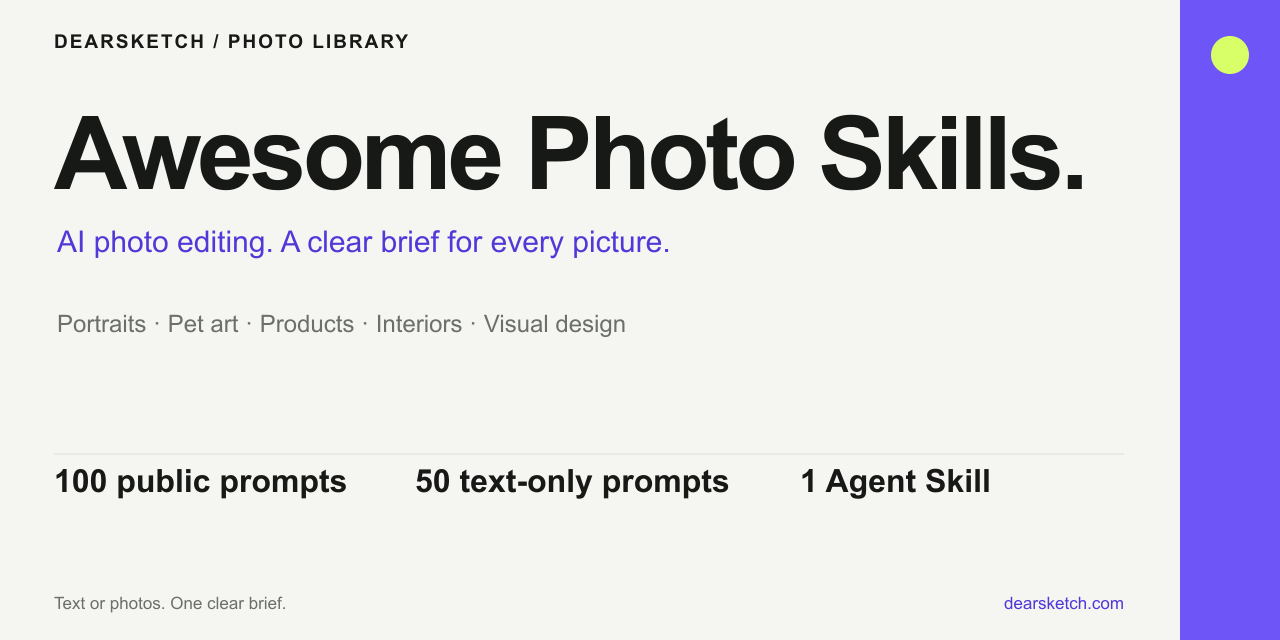 DEARSKETCH / PHOTO LIBRARY
Awesome Photo Skills.
AI photo editing. A clear brief for every picture.
Portraits · Pet art · Products · Interiors · Visual design
100 public prompts 50 text-only prompts 1 Agent Skill
Text or photos. One clear brief. dearsketch.com